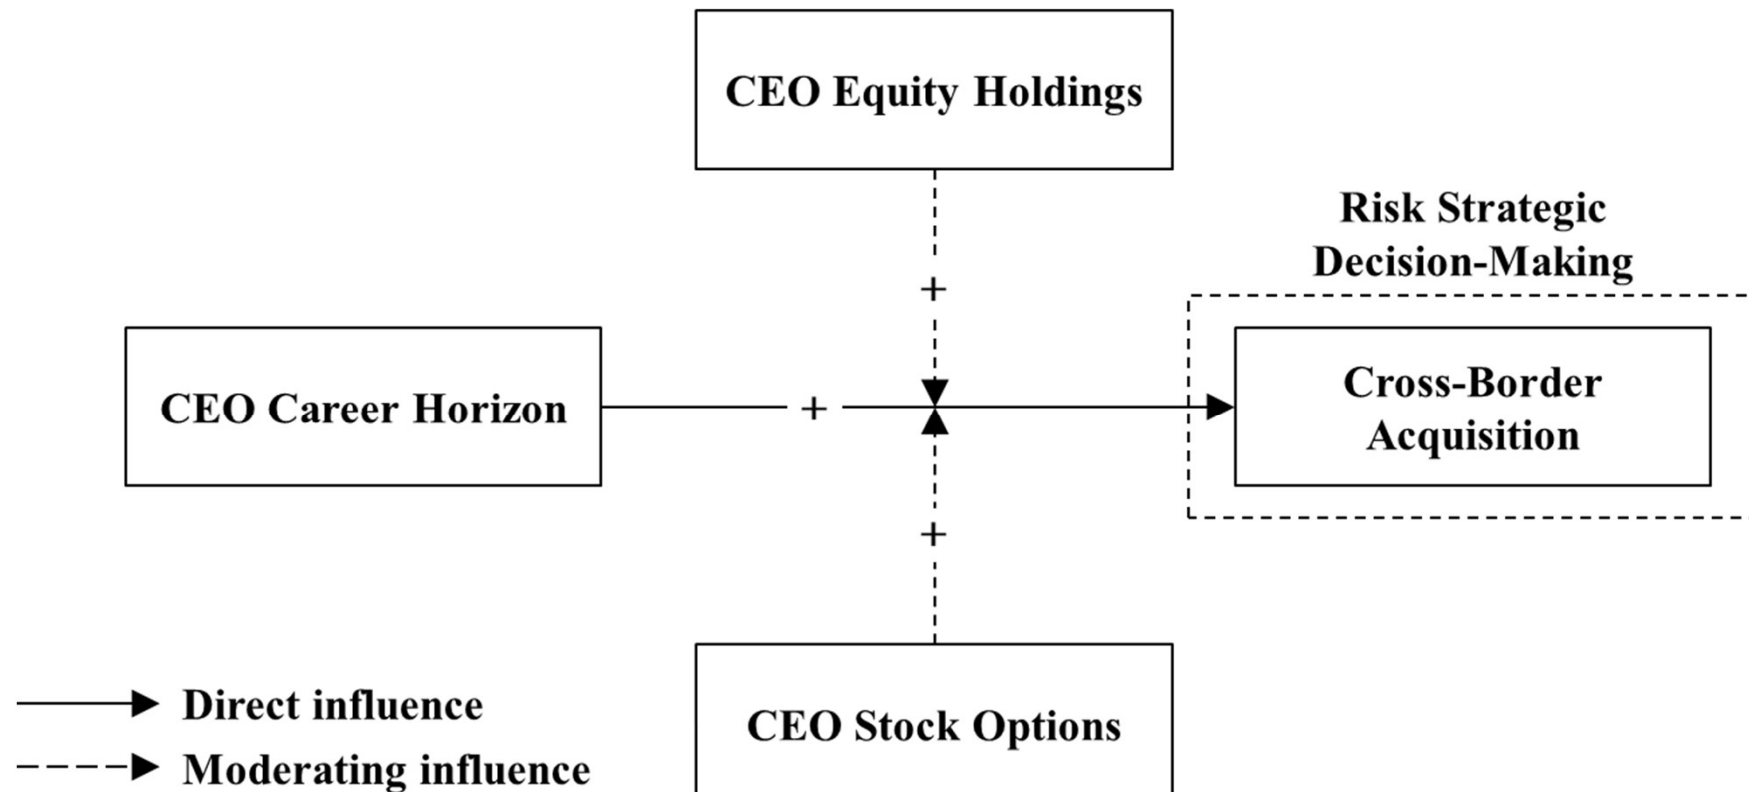 CEO Equity Holdings
Risk Strategic
Decision-Making
+
CEO Career Horizon
+
Cross-Border
Acquisition
+
CEO Stock Options
Direct influence
Moderating influence